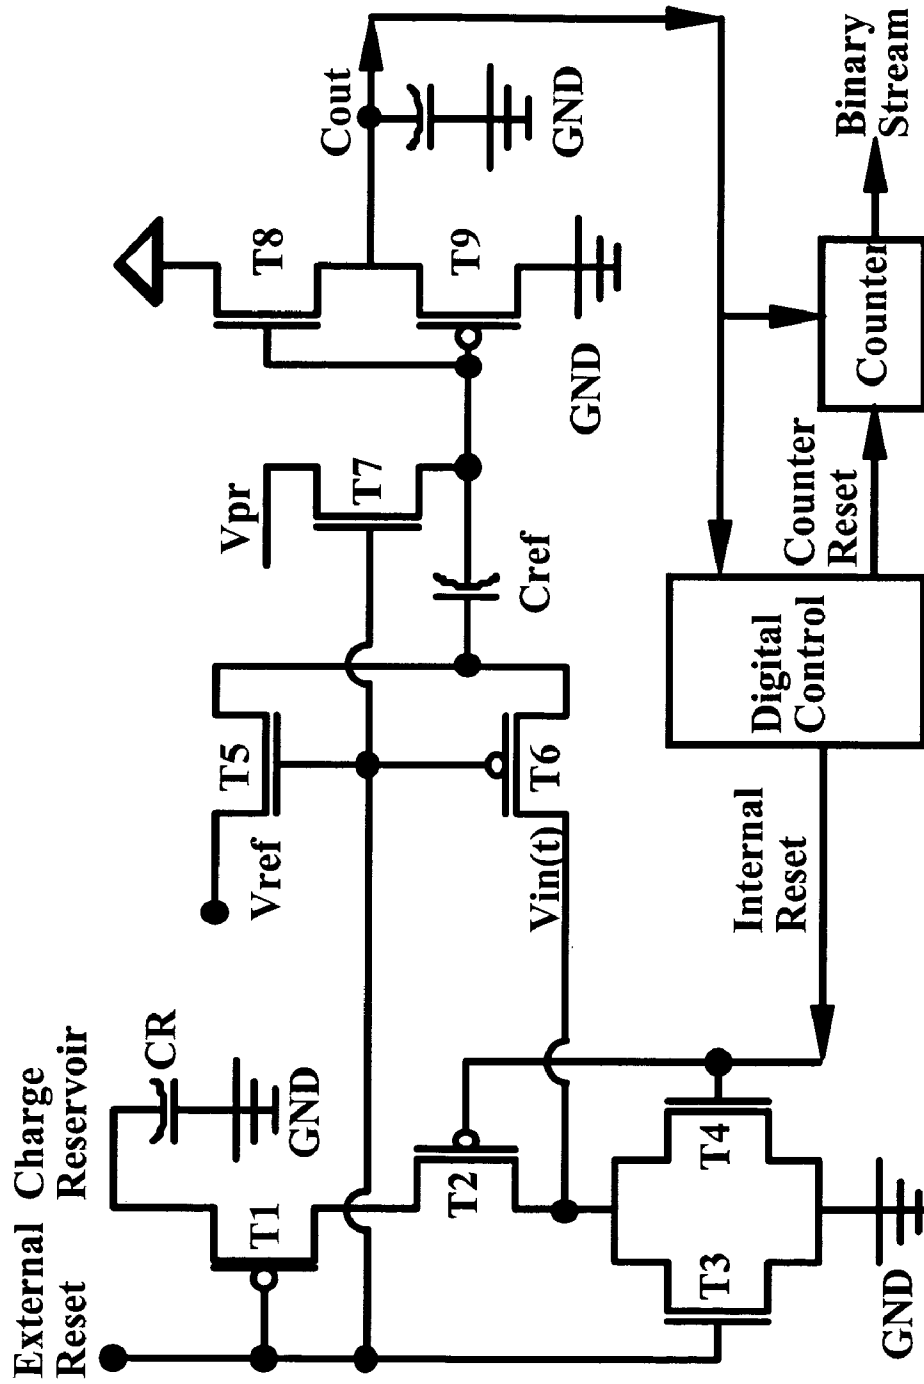 External
Reset
Charge
Reservoir
CR
GND
T1
T2
T3
T4
GND
Vref
T5
Vin(t)
T6
Vpr
T7
Cref
T8
T9
GND
Cout
GND
Internal
Reset
Digital
Control
Counter
Reset
Counter
Binary
Stream